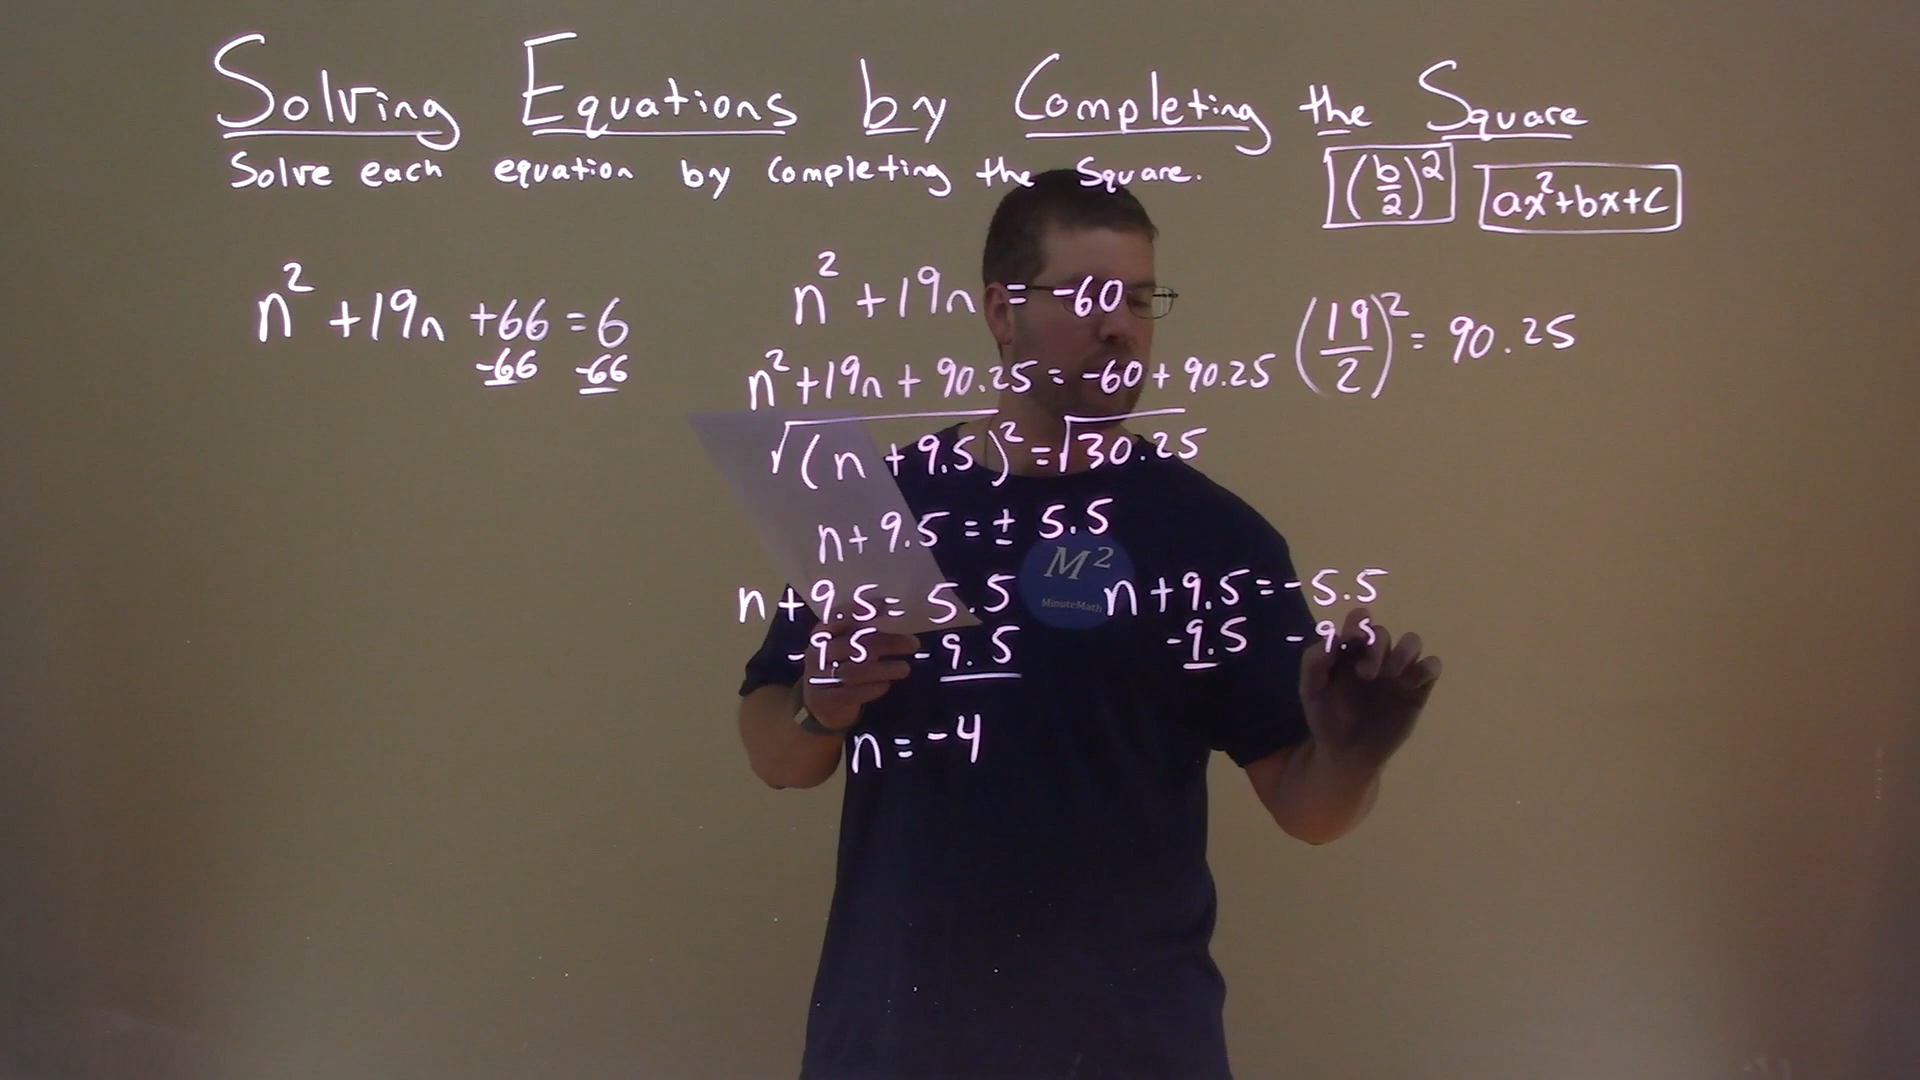 Solving Equations by Completing the Square
Solve each equation by completing the Square.
(b/2)² ax²+bx+c
n² +19n +66 = 6
-66 -66
n² +19n = -60
(19/2)² = 90.25
n²+19n + 90.25 = -60 + 90.25
√(n + 9.5)² = √30.25
n + 9.5 = ± 5.5
n + 9.5 = 5.5
-9.5 -9.5
n = -4
n + 9.5 = -5.5
-9.5 -9.5
M²
MinuteMath